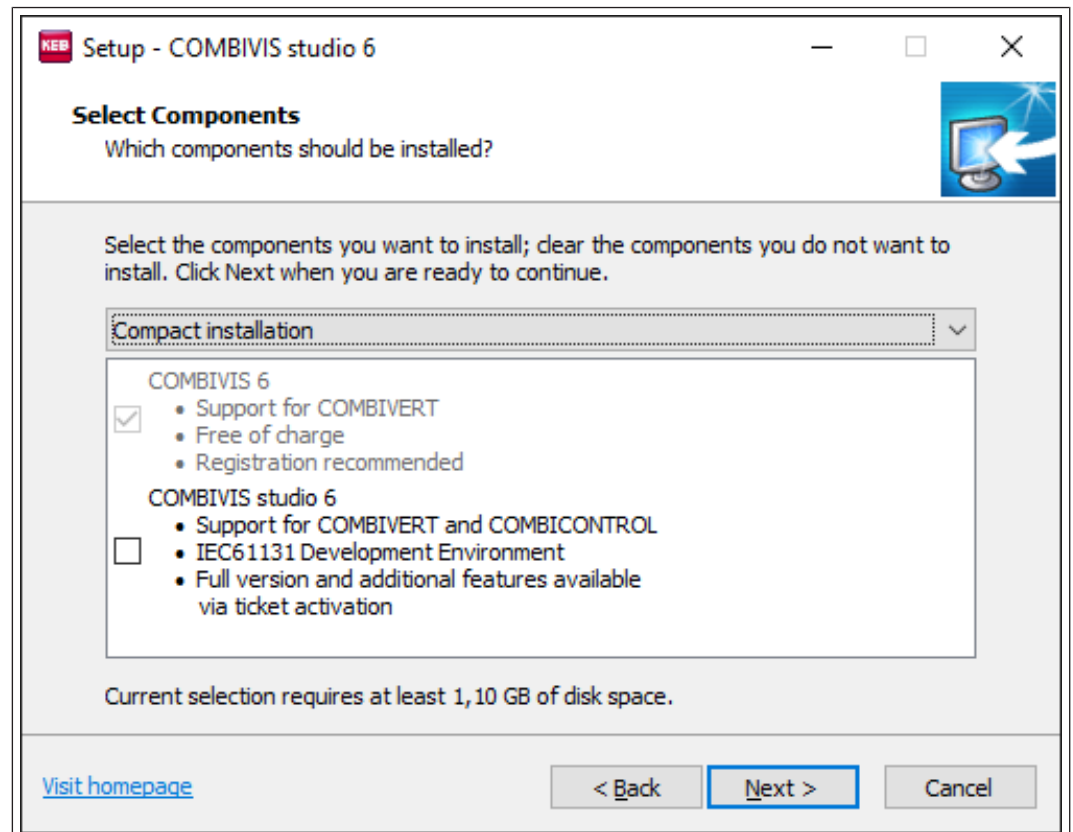 KEB Setup - COMBIVIS studio 6
Select Components
Which components should be installed?
Select the components you want to install; clear the components you do not want to
install. Click Next when you are ready to continue.
Compact installation
COMBIVIS 6
• Support for COMBIVERT
• Free of charge
• Registration recommended
COMBIVIS studio 6
• Support for COMBIVERT and COMBICONTROL
• IEC61131 Development Environment
• Full version and additional features available
via ticket activation
Current selection requires at least 1,10 GB of disk space.
Visit homepage
< Back
Next >
Cancel